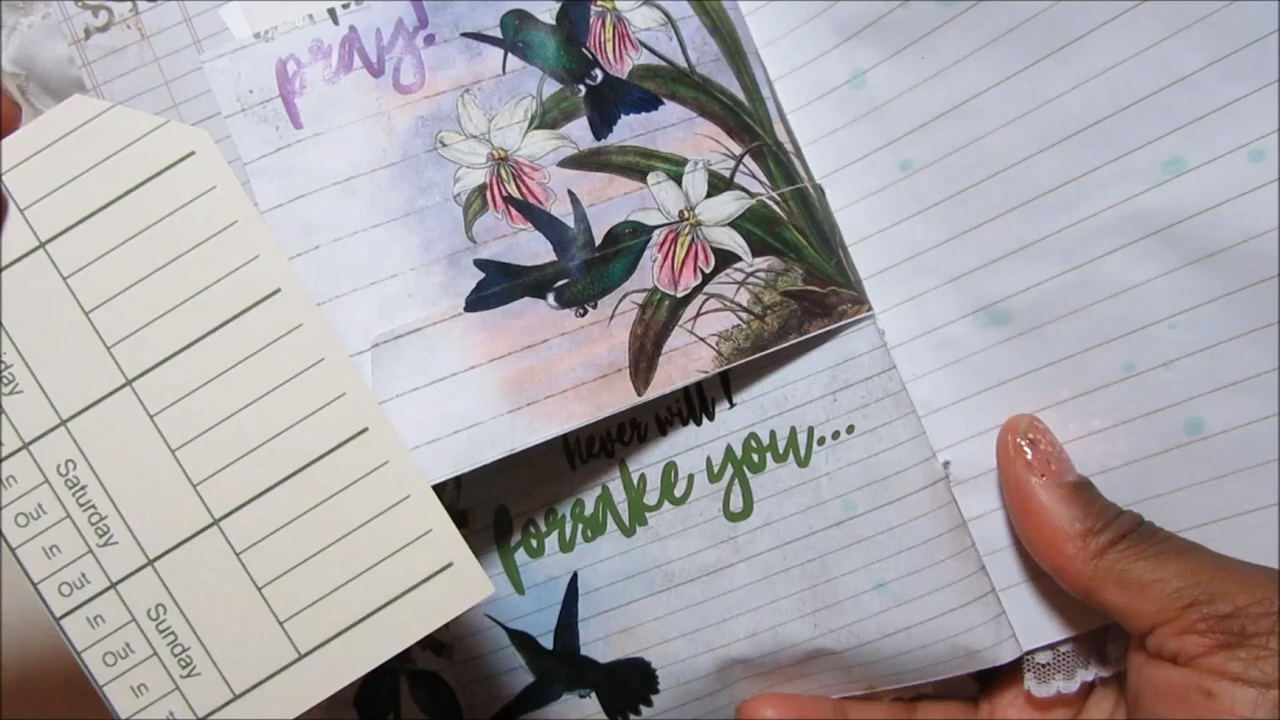 pray!
never will!
forsake you...
Saturday
Sunday
In
Out
In
Out
In
Out
In